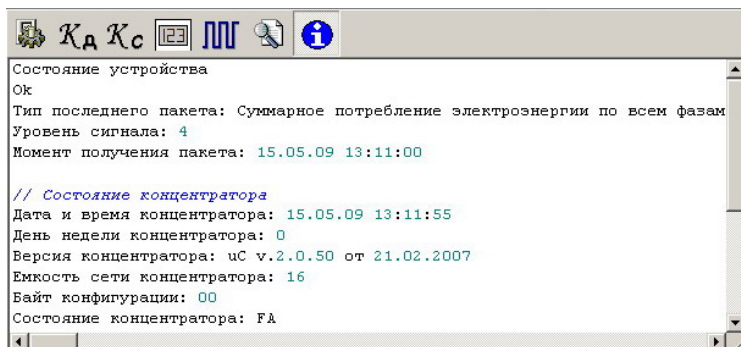 Кд Кс 123
Состояние устройства
Ok
Тип последнего пакета: Суммарное потребление электроэнергии по всем фазам
Уровень сигнала: 4
Момент получения пакета: 15.05.09 13:11:00
// Состояние концентратора
Дата и время концентратора: 15.05.09 13:11:55
День недели концентратора: 0
Версия концентратора: uC v.2.0.50 от 21.02.2007
Емкость сети концентратора: 16
Байт конфигурации: 00
Состояние концентратора: FA